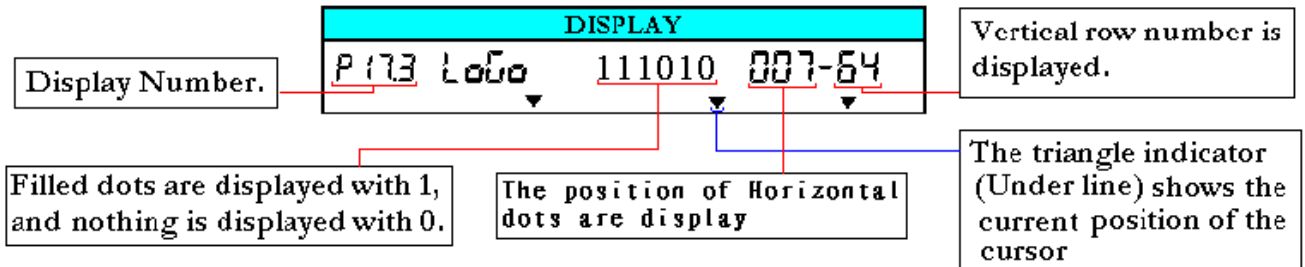 DISPLAY
P 17.3 LoGo 111010 007-64
Display Number.
Vertical row number is
displayed.
Filled dots are displayed with 1,
and nothing is displayed with 0.
The position of Horizontal
dots are display
The triangle indicator
(Under line) shows the
current position of the
cursor